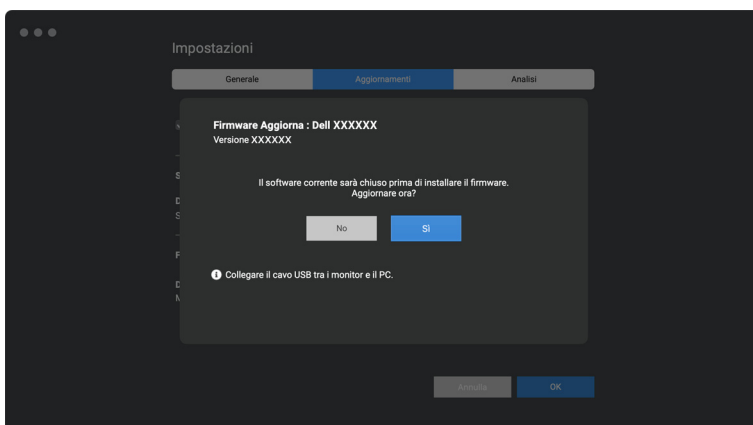 Impostazioni
Generale
Aggiornamenti
Analisi
Firmware Aggiorna : Dell XXXXXX
Versione XXXXXX
S
D
S
Il software corrente sarà chiuso prima di installare il firmware.
Aggiornare ora?
No
Sì
F
Collegare il cavo USB tra i monitor e il PC.
D
Annulla
OK